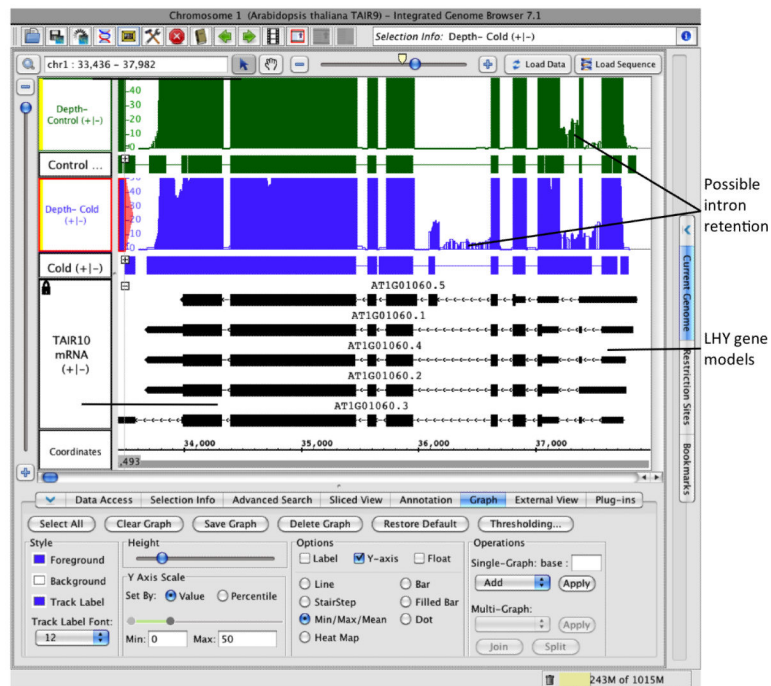 Chromosome 1 (Arabidopsis thaliana TAIR9) - Integrated Genome Browser 7.1
Selection Info: Depth- Cold (+|-)
chr1 : 33,436 - 37,982
Load Data
Load Sequence
Depth-
Control (+|-)
40
30
20
10
0
Control ...
Depth- Cold
(+|-)
40
30
20
10
0
Cold (+|-)
Possible
intron
retention
TAIR10
mRNA
(+|-)
AT1G01060.5
AT1G01060.1
AT1G01060.4
AT1G01060.2
AT1G01060.3
LHY gene
models
Current Genome
Restriction Sites
Bookmarks
Coordinates
34,000 35,000 36,000 37,000
,493
Data Access Selection Info Advanced Search Sliced View Annotation Graph External View Plug-ins
Select All Clear Graph Save Graph Delete Graph Restore Default Thresholding...
Style
Foreground
Background
Track Label
Track Label Font:
12
Height
Y Axis Scale
Set By: Value Percentile
Min: 0 Max: 50
Options
Label Y-axis Float
Line Bar
StairStep Filled Bar
Min/Max/Mean Dot
Heat Map
Operations
Single-Graph: base :
Add Apply
Multi-Graph:
Apply
Join Split
243M of 1015M